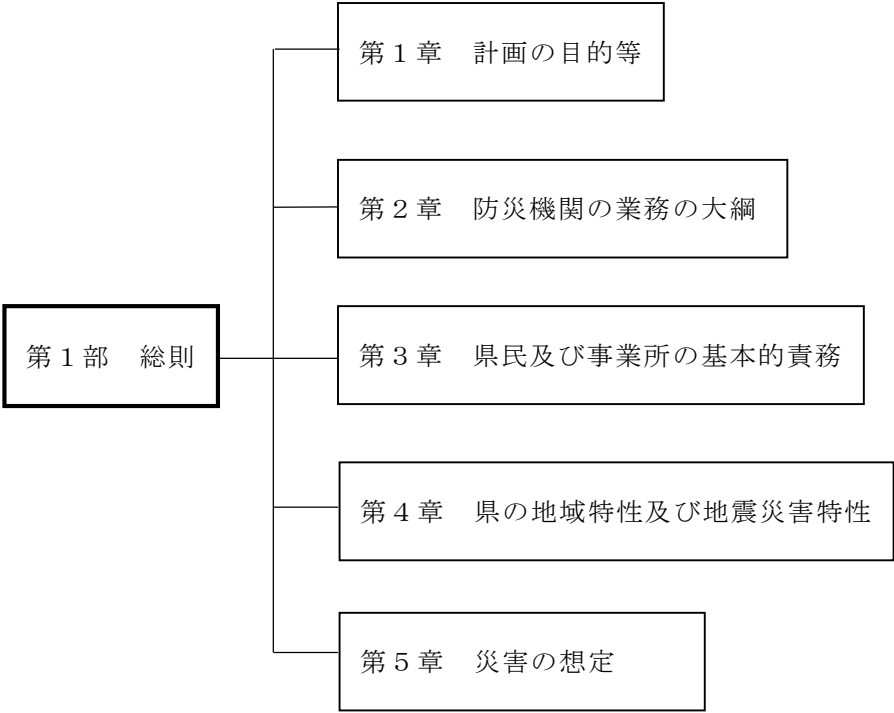 第１部　総則
第１章　計画の目的等
第２章　防災機関の業務の大綱
第３章　県民及び事業所の基本的責務
第４章　県の地域特性及び地震災害特性
第５章　災害の想定